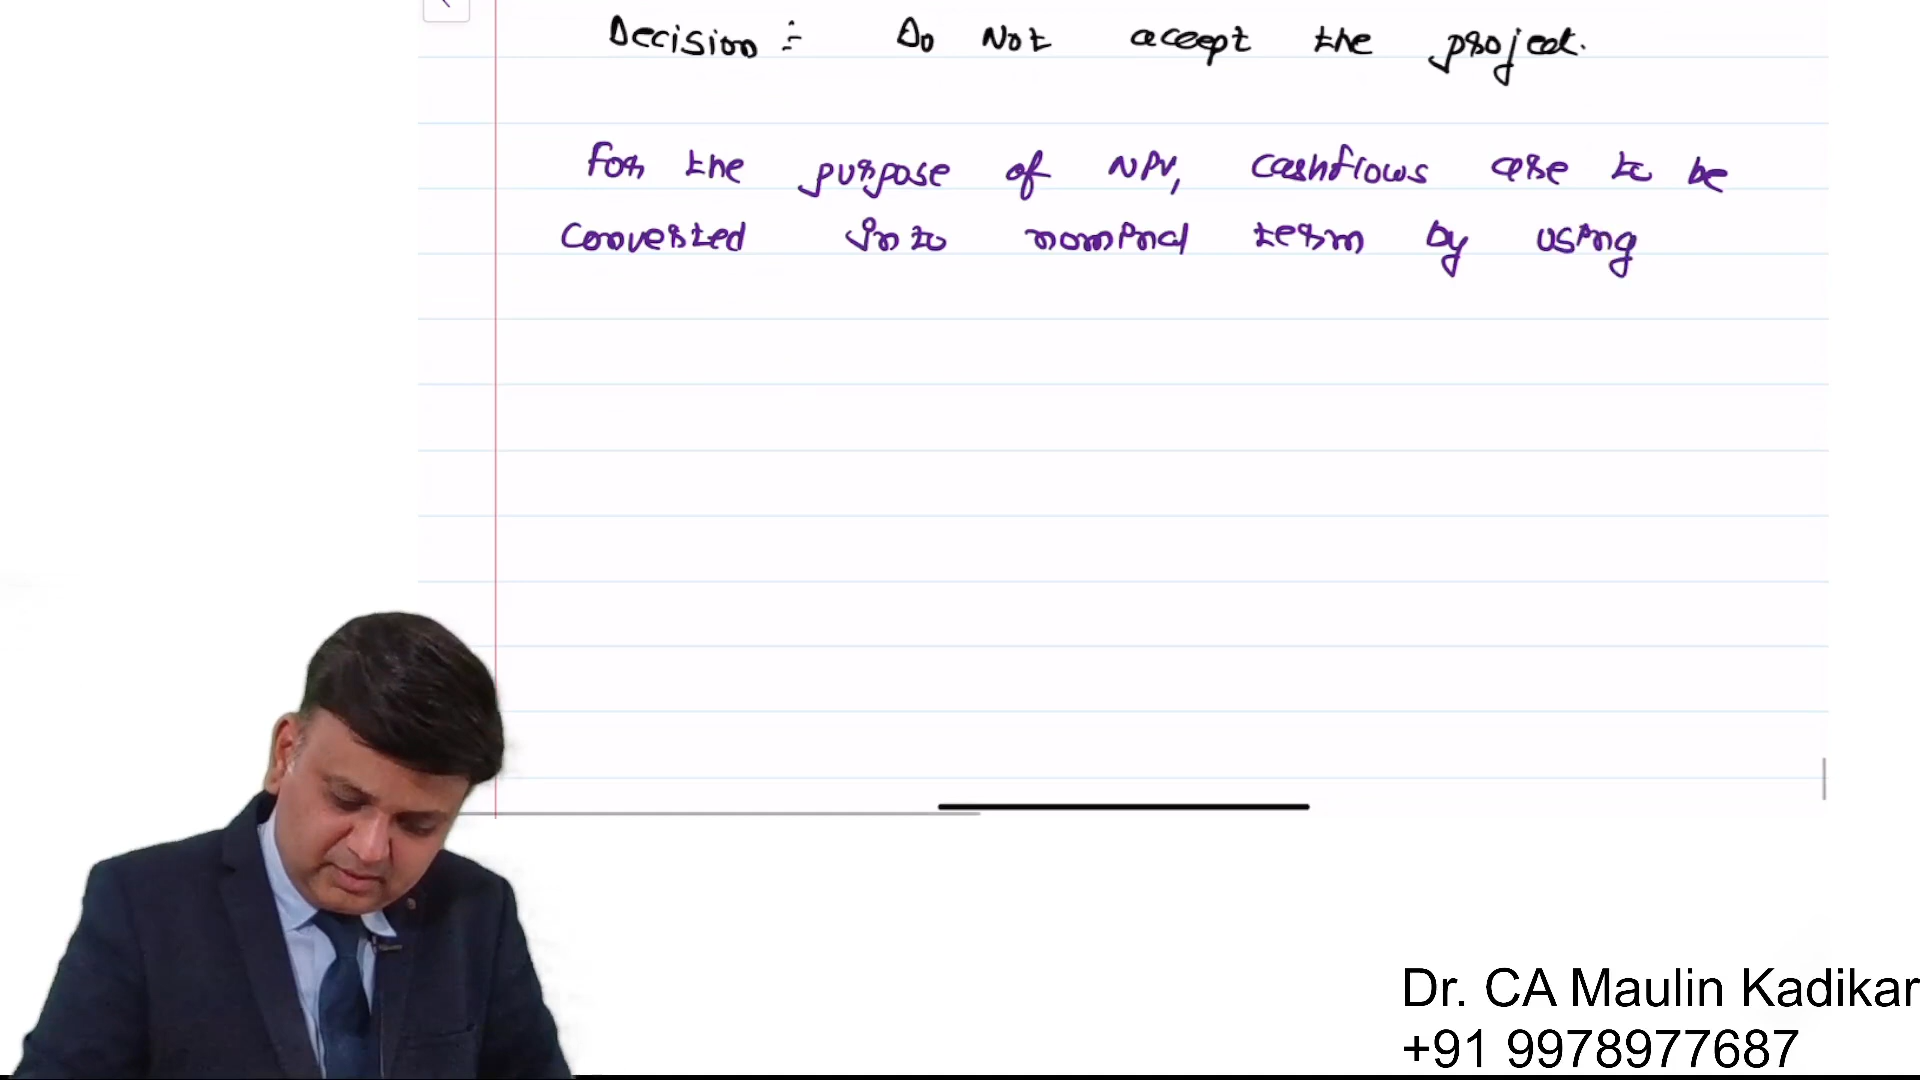 Decision :- Do Not accept the project.
For the purpose of NPV, cashflows are to be
converted into nominal term by using
Dr. CA Maulin Kadikar
+91 9978977687